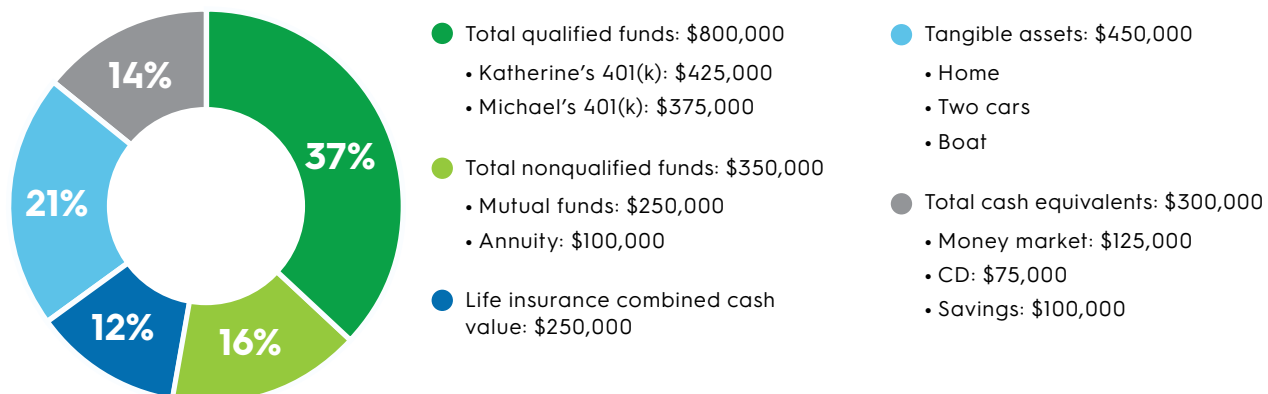 14%
37%
21%
12%
16%
Total qualified funds: $800,000
• Katherine's 401(k): $425,000
• Michael's 401(k): $375,000
Total nonqualified funds: $350,000
• Mutual funds: $250,000
• Annuity: $100,000
Life insurance combined cash
value: $250,000
Tangible assets: $450,000
• Home
• Two cars
• Boat
Total cash equivalents: $300,000
• Money market: $125,000
• CD: $75,000
• Savings: $100,000